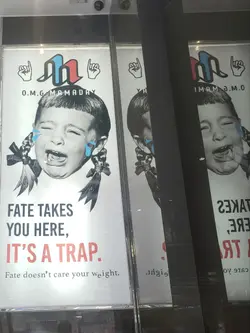 O.M.G MAMADAY
FATE TAKES
YOU HERE,
IT'S A TRAP.
Fate doesn't care your weight.